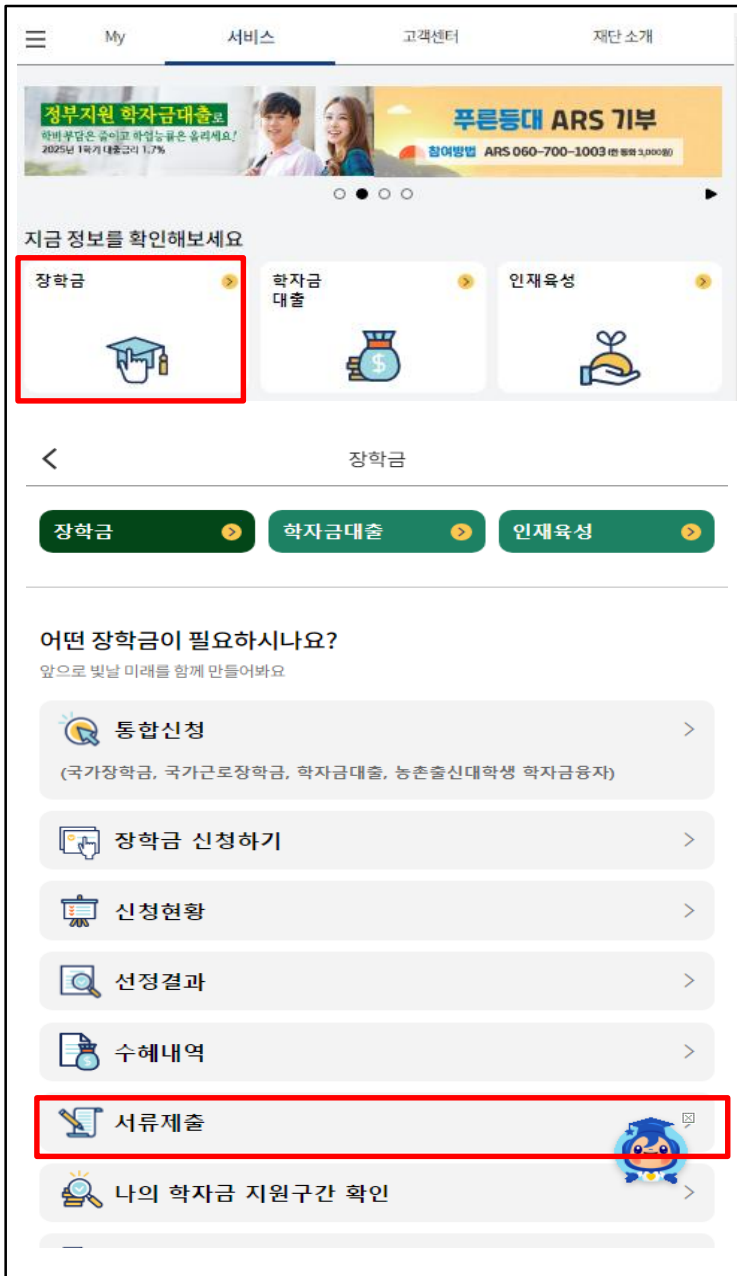 My
서비스
고객센터
재단 소개
정부지원 학자금대출로
학비부담은 줄이고 학업능률은 올리세요!
2025년 1학기 대출금리 1.7%
푸른등대 ARS 기부
참여방법 ARS 060-700-1003 (한 통화 3,000원)
지금 정보를 확인해보세요
장학금
학자금
대출
인재육성
장학금
장학금
학자금대출
인재육성
어떤 장학금이 필요하시나요?
앞으로 빛날 미래를 함께 만들어봐요
통합신청
(국가장학금, 국가근로장학금, 학자금대출, 농촌출신대학생 학자금융자)
장학금 신청하기
신청현황
선정결과
수혜내역
서류제출
나의 학자금 지원구간 확인